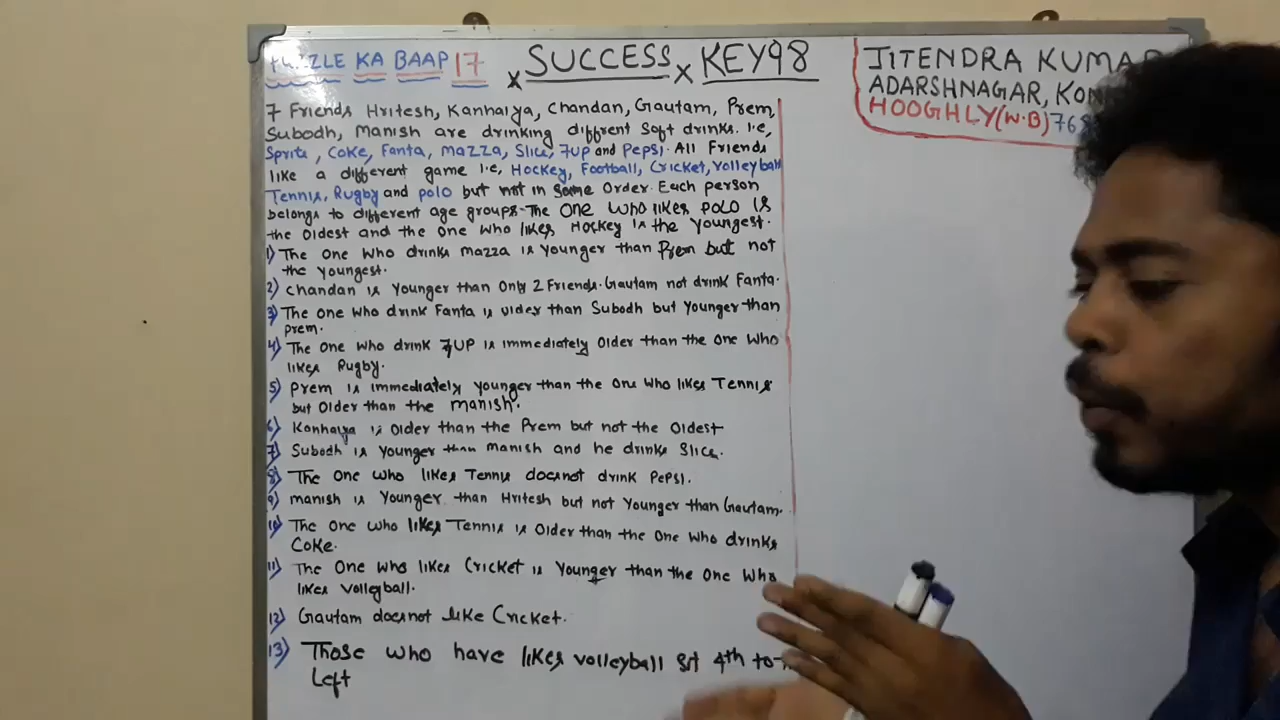 PUZZLE KA BAAP 17
x SUCCESS x KEY98
JITENDRA KUMAR
ADARSHNAGAR, KON
HOOGHLY(W.B) 768
7 Friends Hritesh, Kanhaiya, Chandan, Gautam, Prem
Subodh, Manish are drinking diffrent Soft drinks. I.e,
Sprite, Coke, Fanta, Mazza, Slice, 7up and Pepsi. All Friends
like a different game i.e, Hockey, Football, Cricket, Volleyball
Tennis, Rugby and polo but not in Same Order. Each person
belongs to different age groups. The One who likes POLO is
the Oldest and the One who likes Hockey is the Youngest.
1) The One who drinks mazza is Younger than Prem but not
the Youngest.
2) Chandan is Younger than Only 2 Friends. Gautam not drink Fanta.
3) The one who drink Fanta is older than Subodh but Younger than
prem.
4) The One who drink 7UP is immediately Older than the One who
likes Rugby.
5) Prem is immediately Younger than the One who likes Tennis
but Older than the manish.
6) Kanhaiya is Older than the Prem but not the Oldest
7) Subodh is Younger than manish and he drinks Slice.
8) The One who likes Tennis doesnot drink Pepsi.
9) manish is Younger than Hritesh but not Younger than Gautam.
10) The One who likes Tennis is Older than the One who drinks
Coke.
11) The One who likes Cricket is Younger than the One who
likes volleyball.
12) Gautam doesnot like Cricket.
13) Those who have likes volleyball sit 4th to
Left